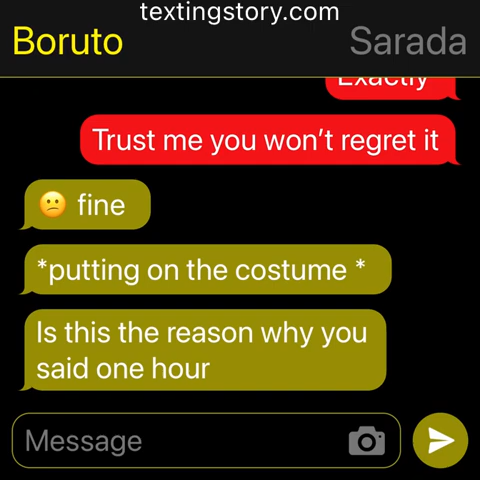 textingstory.com
Boruto
Sarada
Exactly
Trust me you won’t regret it
🫤 fine
*putting on the costume *
Is this the reason why you
said one hour
Message